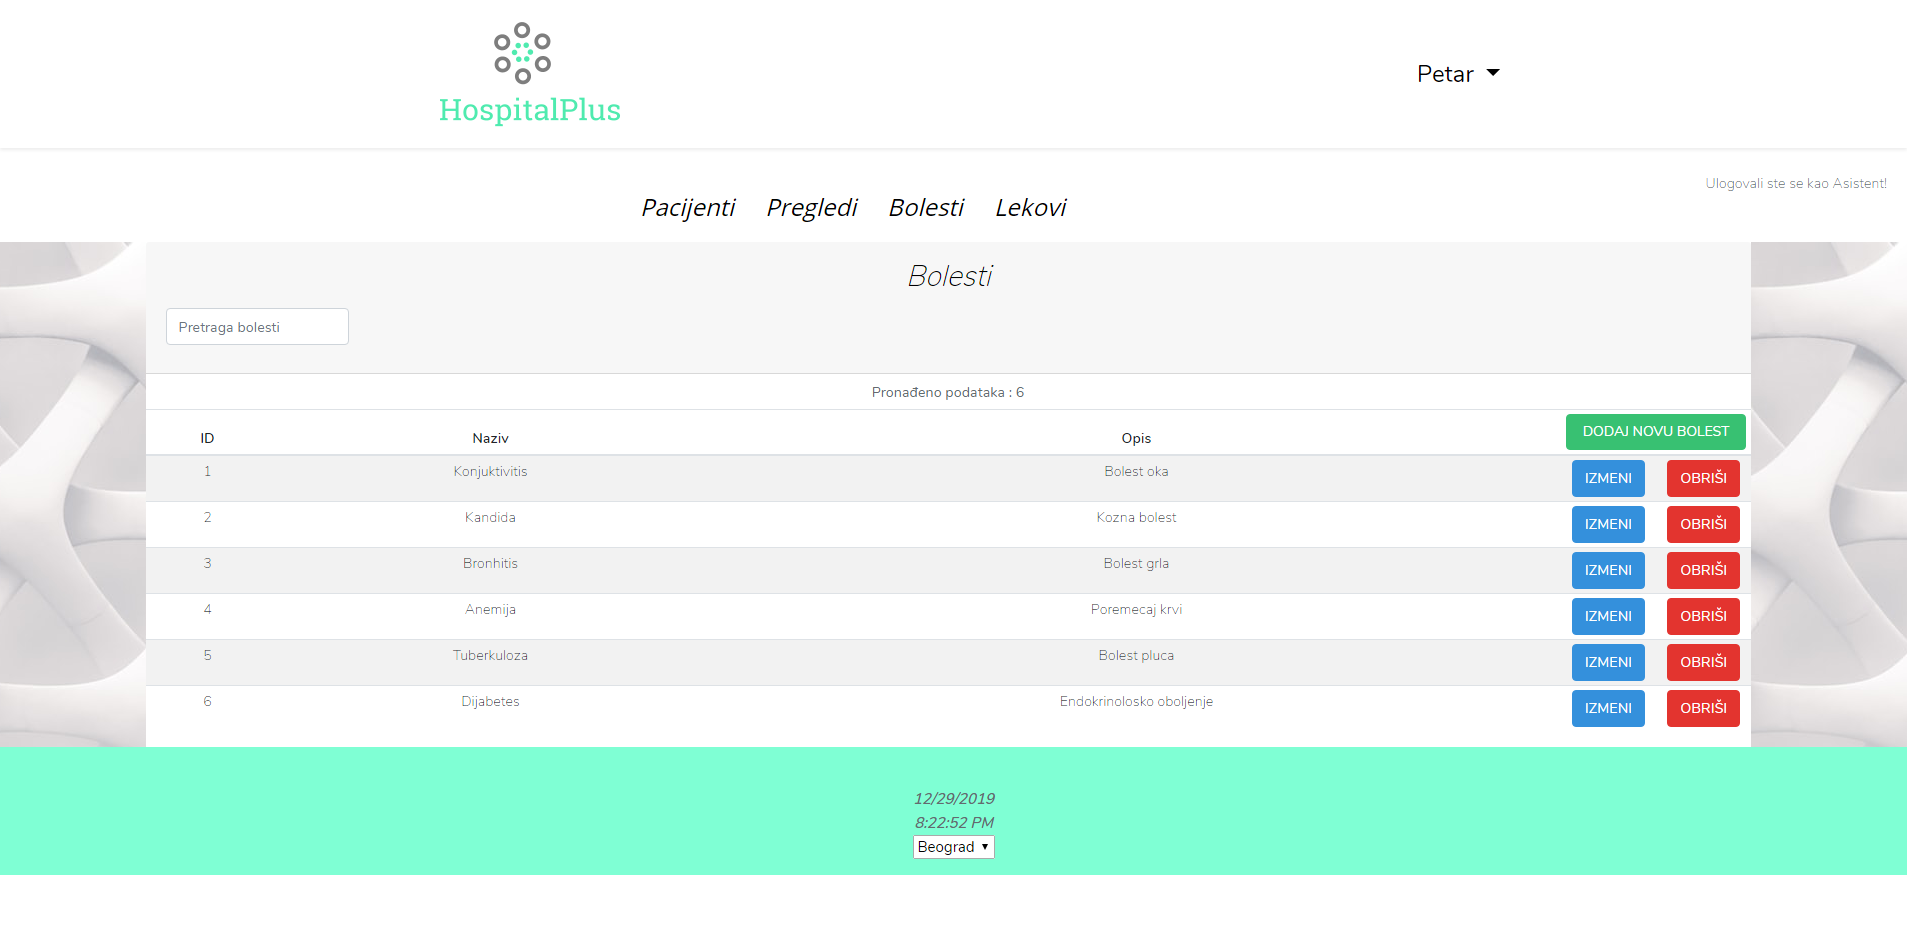 HospitalPlus
Petar
Ulogovali ste se kao Asistent!
Pacijenti Pregledi Bolesti Lekovi
Bolesti
Pretraga bolesti
Pronađeno podataka : 6
ID Naziv Opis DODAJ NOVU BOLEST
1 Konjuktivitis Bolest oka IZMENI OBRIŠI
2 Kandida Kozna bolest IZMENI OBRIŠI
3 Bronhitis Bolest grla IZMENI OBRIŠI
4 Anemija Poremecaj krvi IZMENI OBRIŠI
5 Tuberkuloza Bolest pluca IZMENI OBRIŠI
6 Dijabetes Endokrinolosko oboljenje IZMENI OBRIŠI
12/29/2019
8:22:52 PM
Beograd